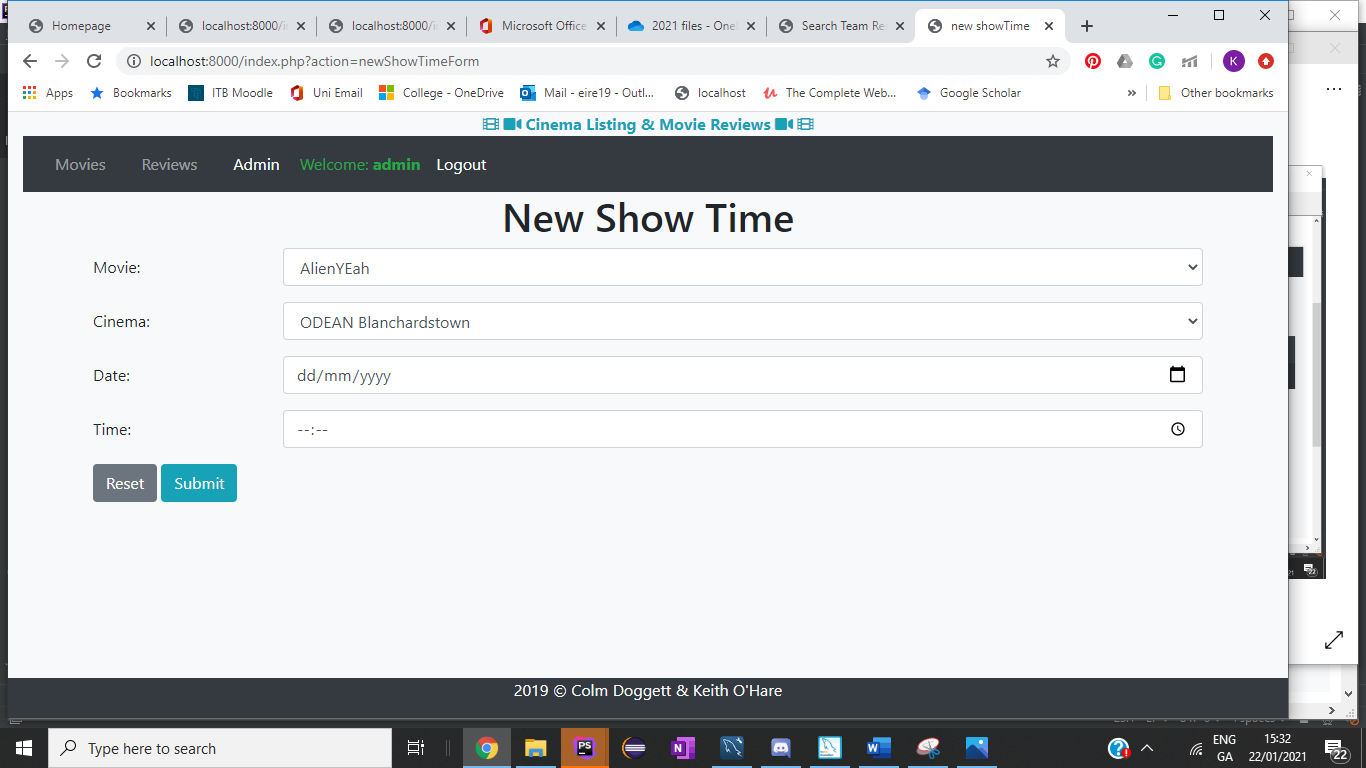 Homepage
localhost:8000/i
localhost:8000/i
Microsoft Office
2021 files - One
Search Team Re
new showTime
localhost:8000/index.php?action=newShowTimeForm
K
Apps
Bookmarks
ITB Moodle
Uni Email
College - OneDrive
Mail - eire19 - Outl...
localhost
The Complete Web...
Google Scholar
»
Other bookmarks
Cinema Listing & Movie Reviews
Movies
Reviews
Admin
Welcome: admin
Logout
New Show Time
Movie:
AlienYEah
Cinema:
ODEAN Blanchardstown
Date:
dd/mm/yyyy
Time:
--:--
Reset
Submit
2019 © Colm Doggett & Keith O'Hare
Type here to search
ENG
GA
15:32
22/01/2021
22